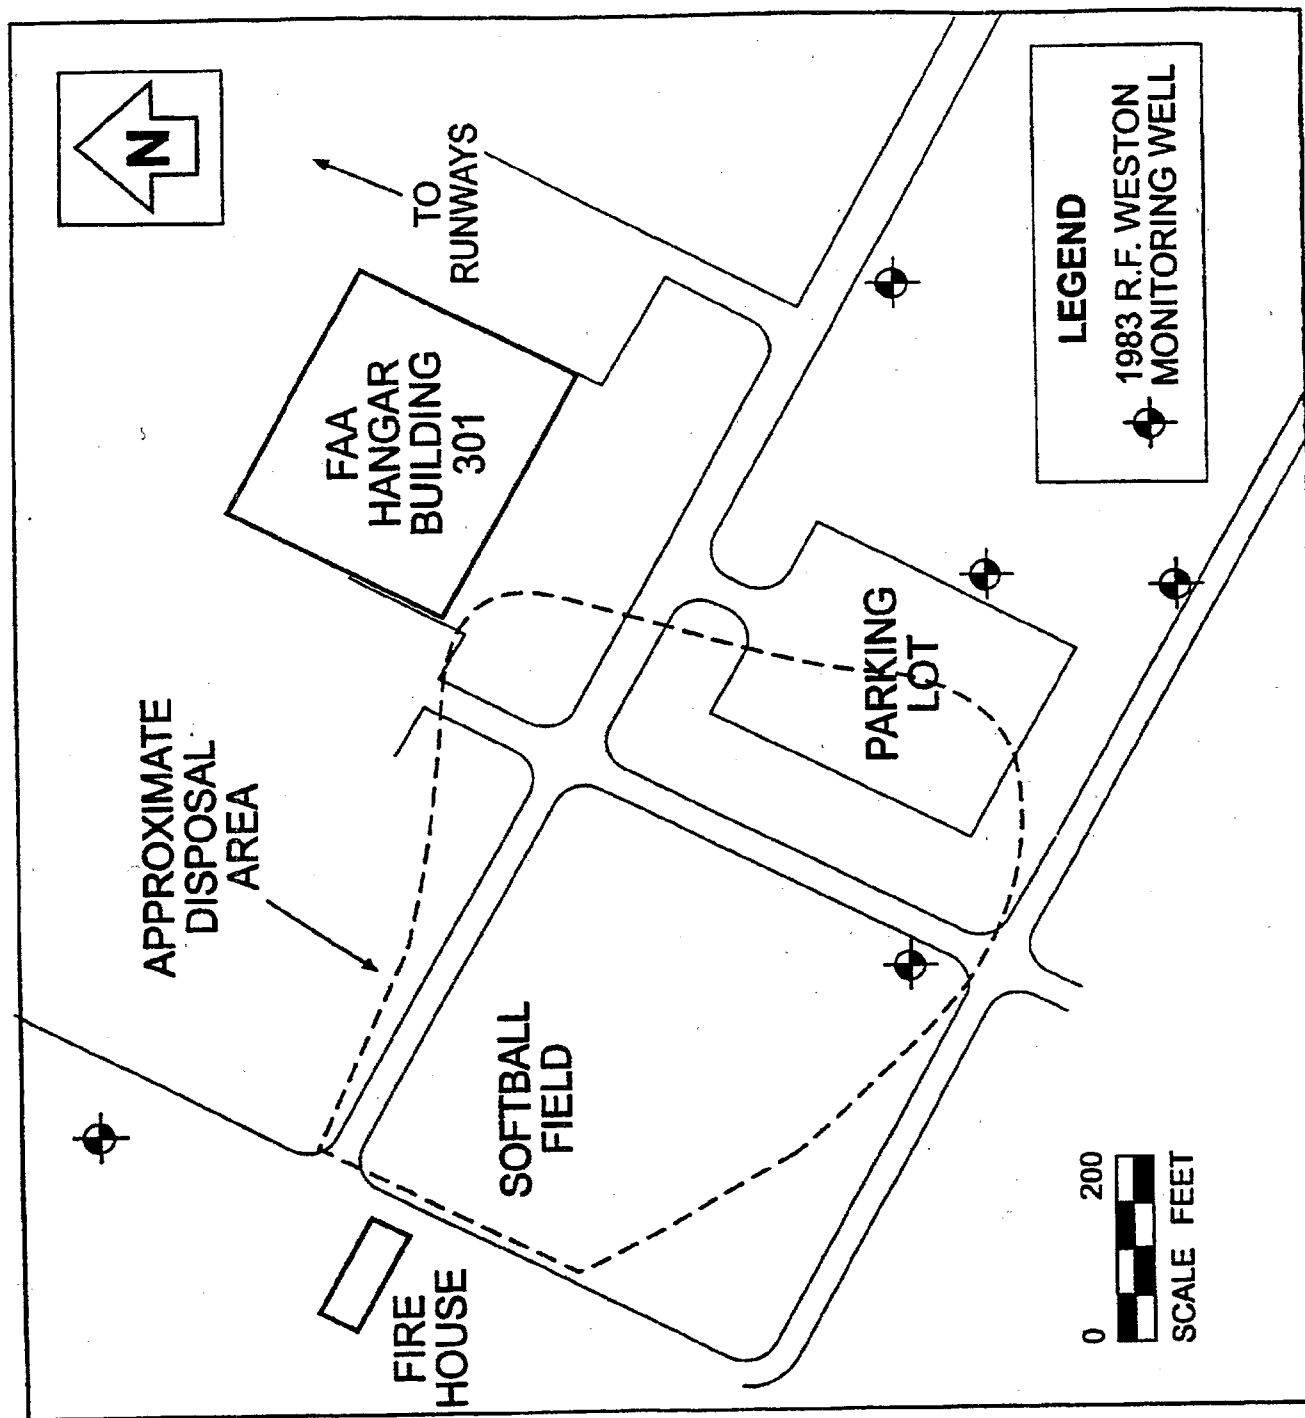 N
TO
RUNWAYS
FAA
HANGAR
BUILDING
301
APPROXIMATE
DISPOSAL
AREA
PARKING
LOT
SOFTBALL
FIELD
FIRE
HOUSE
LEGEND
1983 R.F. WESTON
MONITORING WELL
0 200
SCALE FEET